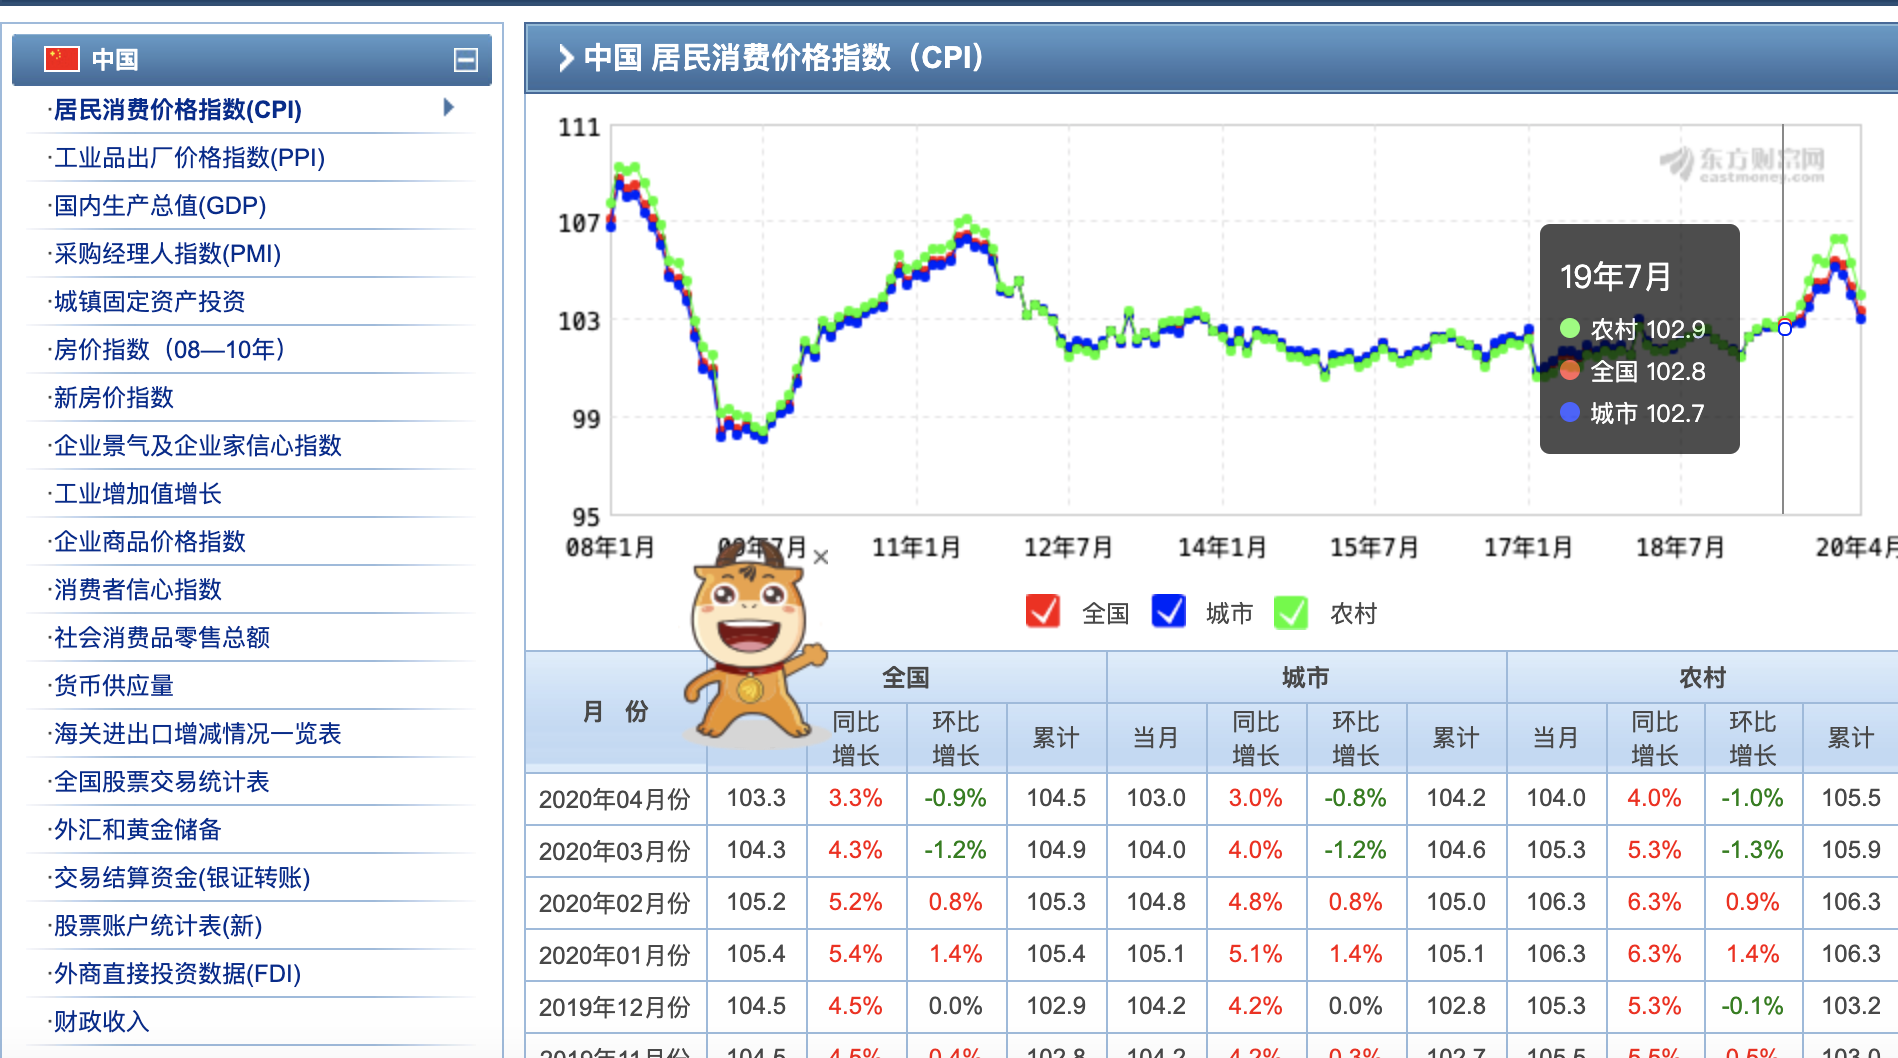 中国
·居民消费价格指数(CPI)
·工业品出厂价格指数(PPI)
·国内生产总值(GDP)
·采购经理人指数(PMI)
·城镇固定资产投资
·房价指数（08—10年）
·新房价指数
·企业景气及企业家信心指数
·工业增加值增长
·企业商品价格指数
·消费者信心指数
·社会消费品零售总额
·货币供应量
·海关进出口增减情况一览表
·全国股票交易统计表
·外汇和黄金储备
·交易结算资金(银证转账)
·股票账户统计表(新)
·外商直接投资数据(FDI)
·财政收入
中国 居民消费价格指数（CPI）
111
107
103
99
95
东方财富网
eastmoney.com
19年7月
农村 102.9
全国 102.8
城市 102.7
08年1月 09年7月 11年1月 12年7月 14年1月 15年7月 17年1月 18年7月 20年4月
全国 城市 农村
月 份 全国 城市 农村
同比增长 环比增长 累计 当月 同比增长 环比增长 累计 当月 同比增长 环比增长 累计
2020年04月份 103.3 3.3% -0.9% 104.5 103.0 3.0% -0.8% 104.2 104.0 4.0% -1.0% 105.5
2020年03月份 104.3 4.3% -1.2% 104.9 104.0 4.0% -1.2% 104.6 105.3 5.3% -1.3% 105.9
2020年02月份 105.2 5.2% 0.8% 105.3 104.8 4.8% 0.8% 105.0 106.3 6.3% 0.9% 106.3
2020年01月份 105.4 5.4% 1.4% 105.4 105.1 5.1% 1.4% 105.1 106.3 6.3% 1.4% 106.3
2019年12月份 104.5 4.5% 0.0% 102.9 104.2 4.2% 0.0% 102.8 105.3 5.3% -0.1% 103.2
2019年11月份 104.5 4.5% 0.4% 102.8 104.2 4.2% 0.3% 102.7 105.5 5.5% 0.5% 103.0